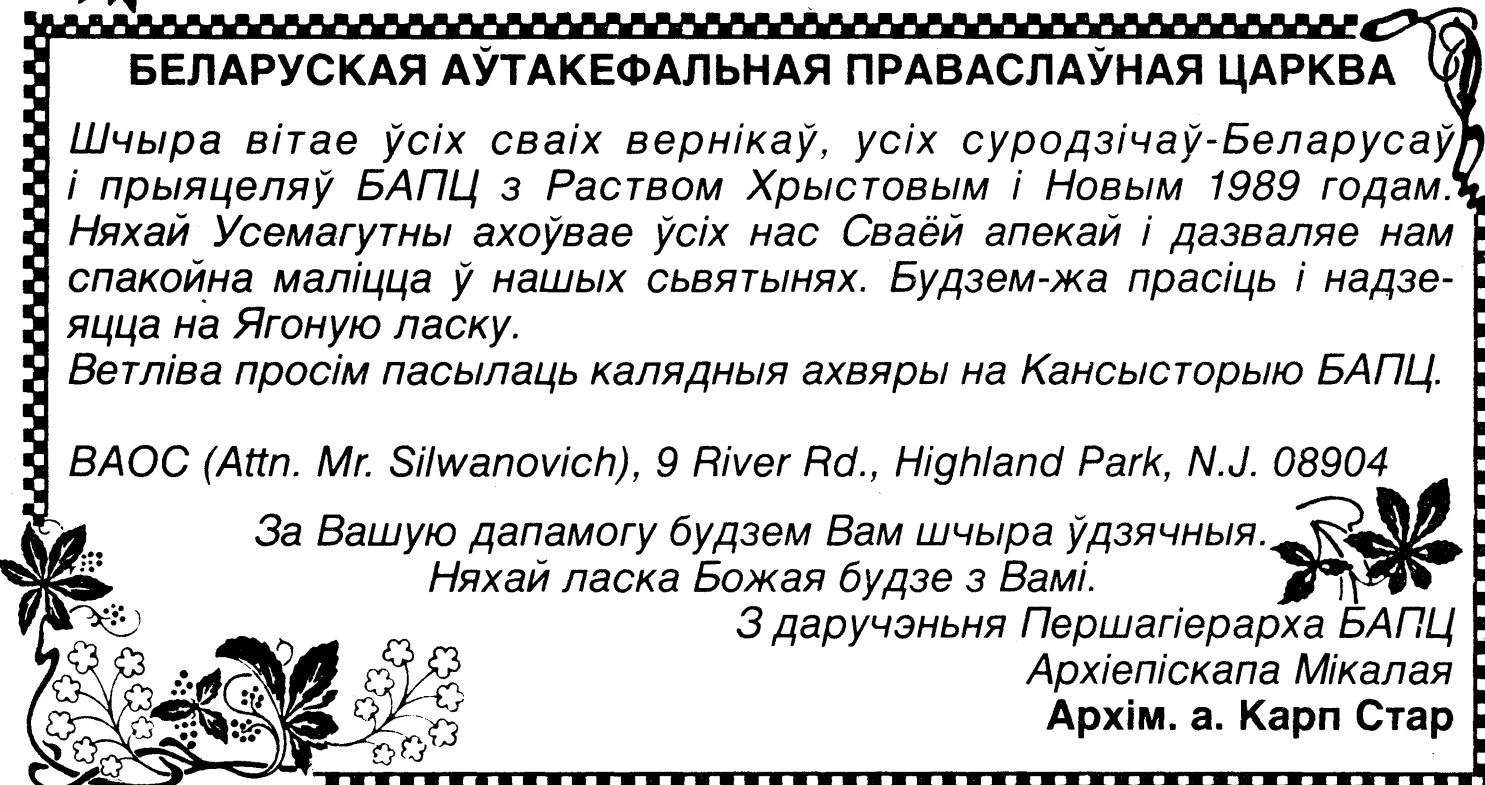 БЕЛАРУСКАЯ АЎТАКЕФАЛЬНАЯ ПРАВАСЛАЎНАЯ ЦАРКВА
Шчыра вітае ўсіх сваіх вернікаў, усіх суродзічаў-Беларусаў
і прыяцеляў БАПЦ з Раством Хрыстовым і Новым 1989 годам.
Няхай Усемагутны ахоўвае ўсіх нас Сваёй апекай і дазваляе нам
спакойна маліцца ў нашых сьвятынях. Будзем-жа прасіць і надзе-
яцца на Ягоную ласку.
Ветліва просім пасылаць калядныя ахвяры на Кансысторыю БАПЦ.
BAOC (Attn. Mr. Silwanovich), 9 River Rd., Highland Park, N.J. 08904
За Вашую дапамогу будзем Вам шчыра ўдзячныя.
Няхай ласка Божая будзе з Вамі.
З даручэньня Першагіерарха БАПЦ
Архіепіскапа Мікалая
Архім. а. Карп Стар